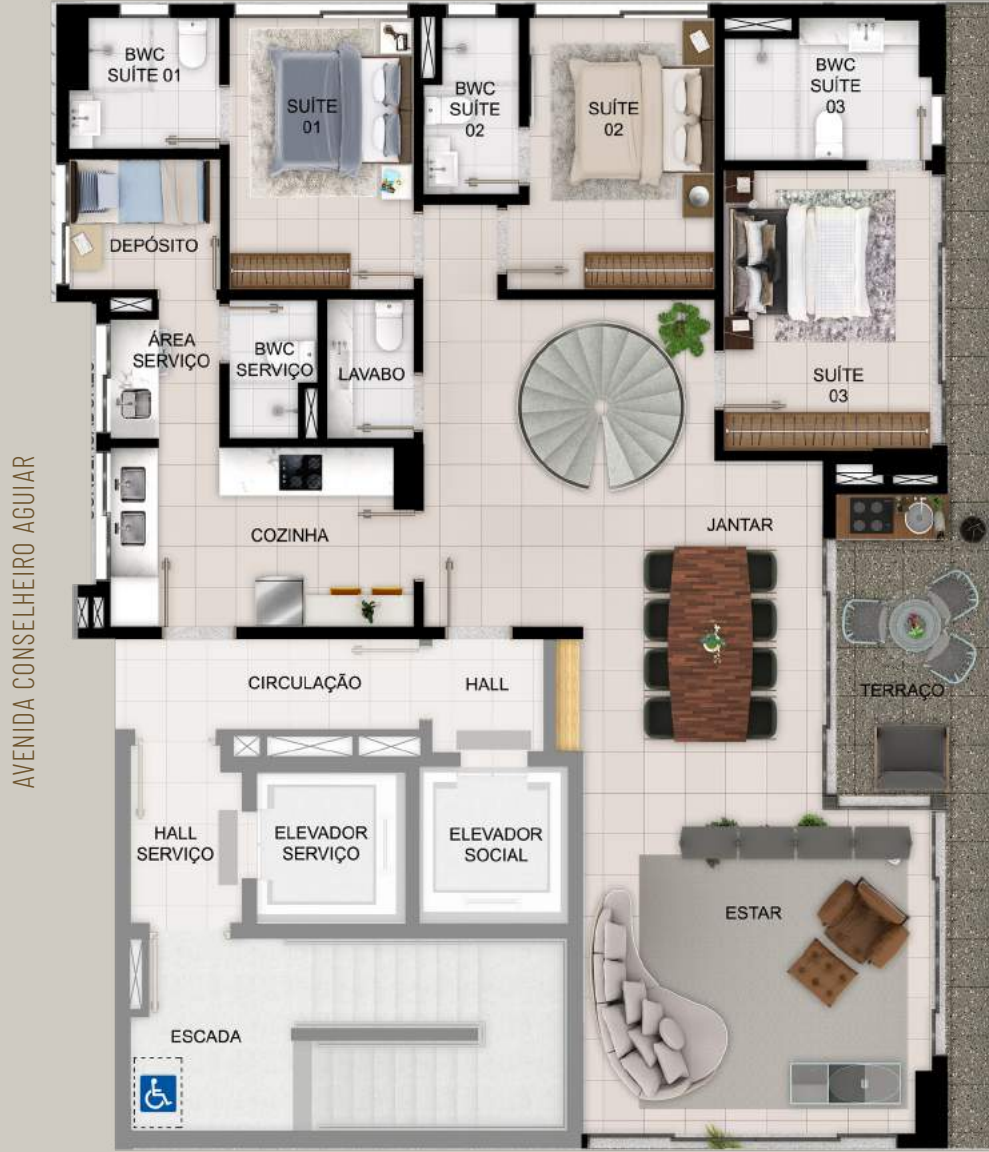 BWC
SUÍTE 01
SUÍTE
01
BWC
SUÍTE
02
SUÍTE
02
BWC
SUÍTE
03
DEPÓSITO
SUÍTE
03
ÁREA
SERVIÇO
BWC
SERVIÇO
LAVABO
COZINHA
JANTAR
AVENIDA CONSELHEIRO AGUIAR
CIRCULAÇÃO
HALL
TERRAÇO
HALL
SERVIÇO
ELEVADOR
SERVIÇO
ELEVADOR
SOCIAL
ESTAR
ESCADA